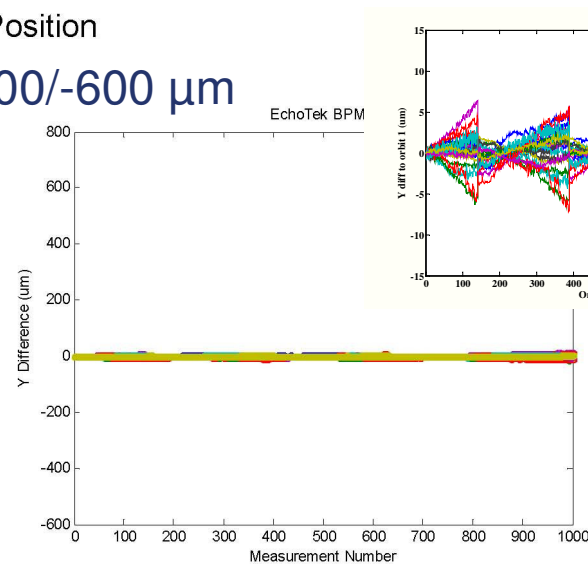 Position
00/-600 µm
EchoTek BPM
800
600
400
200
0
-200
-400
-600
Y Difference (um)
0 100 200 300 400 500 600 700 800 900 1000
Measurement Number
15
10
5
0
-5
-10
-15
Y diff to orbit 1 (um)
0 100 200 300 400